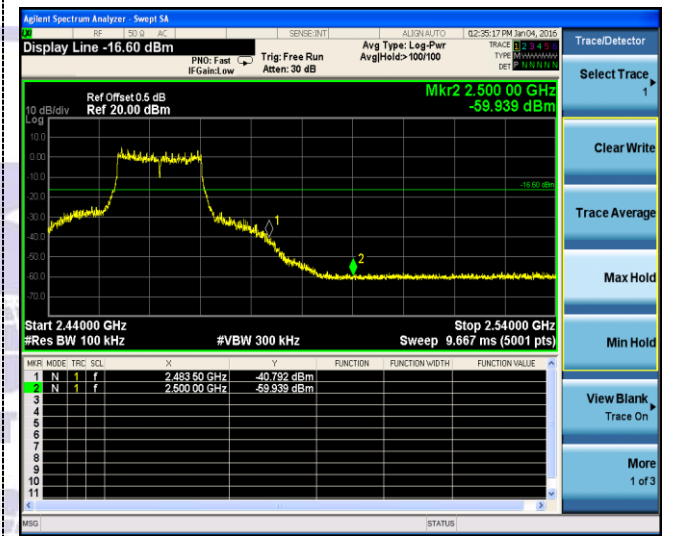 Agilent Spectrum Analyzer - Swept SA
RF 50 Ω AC SENSE:INT ALIGN AUTO 02:35:17 PM Jan 04, 2016
Display Line -16.60 dBm
PNO: Fast
IFGain:Low
Trig: Free Run
Atten: 30 dB
Avg Type: Log-Pwr
Avg|Hold:>100/100
TRACE 1 2 3 4 5 6
TYPE M
DET P N N N N N
Mkr2 2.500 00 GHz
-59.939 dBm
Ref Offset 0.5 dB
10 dB/div Ref 20.00 dBm
Log
10.0
0.00
-10.0
-20.0
-30.0
-40.0
-50.0
-60.0
-70.0
-16.60 dBm
1
2
Start 2.44000 GHz Stop 2.54000 GHz
#Res BW 100 kHz #VBW 300 kHz Sweep 9.667 ms (5001 pts)
MKR MODE TRC SCL X Y FUNCTION FUNCTION WIDTH FUNCTION VALUE
1 N 1 f 2.483 50 GHz -40.792 dBm
2 N 1 f 2.500 00 GHz -59.939 dBm
3
4
5
6
7
8
9
10
11
MSG STATUS
Trace/Detector
Select Trace
1
Clear Write
Trace Average
Max Hold
Min Hold
View Blank
Trace On
More
1 of 3